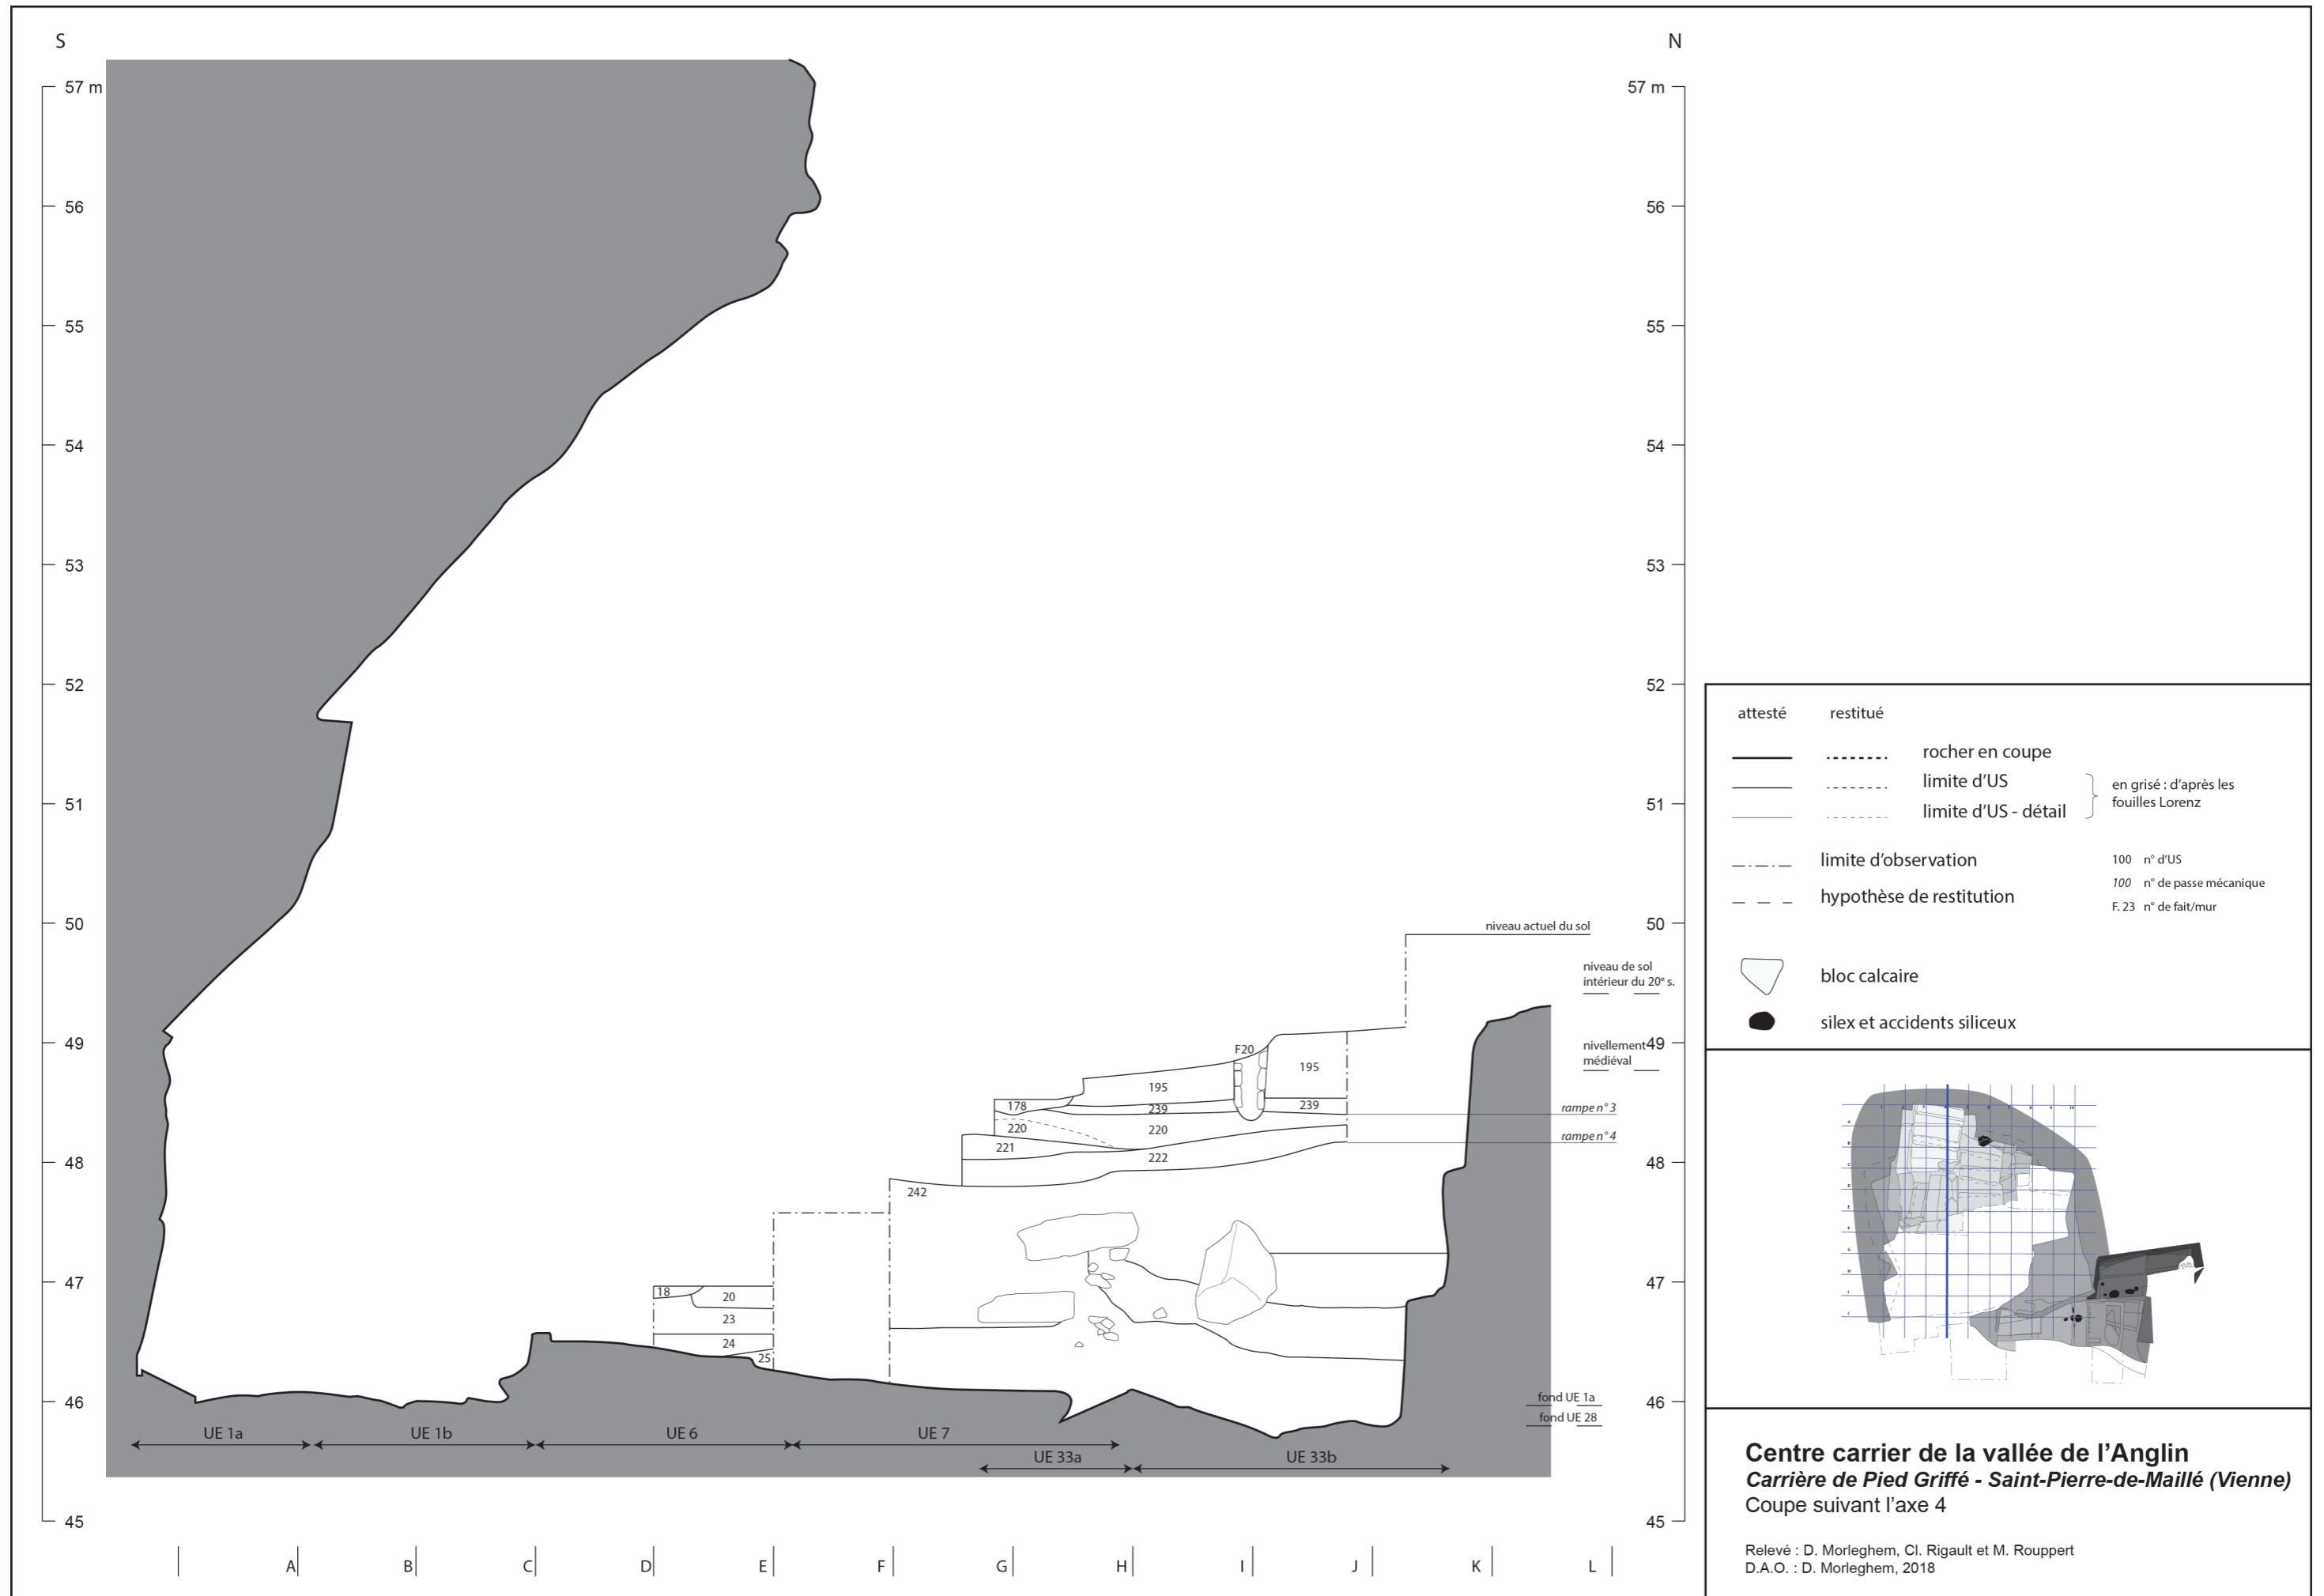 S
N
57 m
56
55
54
53
52
51
50
49
48
47
46
45
57 m
56
55
54
53
52
51
50
49
48
47
46
45
niveau actuel du sol
niveau de sol
intérieur du 20e s.
nivellement
médiéval
rampe n° 3
rampe n° 4
fond UE 1a
fond UE 28
F20
195
195
178
239
239
220
220
221
222
242
18
20
23
24
25
UE 1a
UE 1b
UE 6
UE 7
UE 33a
UE 33b
A
B
C
D
E
F
G
H
I
J
K
L
attesté restitué
rocher en coupe
limite d'US
limite d'US - détail
en grisé : d'après les
fouilles Lorenz
limite d'observation
hypothèse de restitution
100 n° d'US
100 n° de passe mécanique
F. 23 n° de fait/mur
bloc calcaire
silex et accidents siliceux
Centre carrier de la vallée de l'Anglin
Carrière de Pied Griffé - Saint-Pierre-de-Maillé (Vienne)
Coupe suivant l'axe 4
Relevé : D. Morleghem, Cl. Rigault et M. Rouppert
D.A.O. : D. Morleghem, 2018